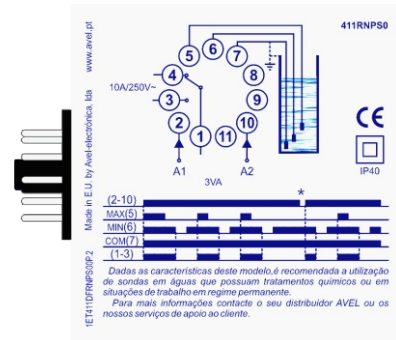 411RNPS0
www.avel.pt
Made in E.U. by Avel-electrónica, lda
1ET411DFRNPS00P.2
5
6
7
4
8
10A/250V~
3
9
2
1
11
10
A1
A2
3VA
CE
IP40
*
(2-10)
MAX(5)
MIN(6)
COM(7)
(1-3)
Dadas as características deste modelo,é recomendada a utilização
de sondas em águas que possuam tratamentos quimicos ou em
situações de trabalho em regime permanente.
Para mais informações contacte o seu distribuidor AVEL ou os
nossos serviços de apoio ao cliente.